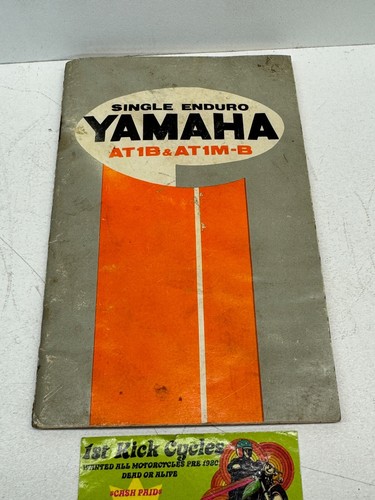 SINGLE ENDURO
YAMAHA
AT1B & AT1M-B
1st Kick Cycles
WANTED ALL MOTORCYCLES PRE 1980
DEAD OR ALIVE
$CASH PAID$